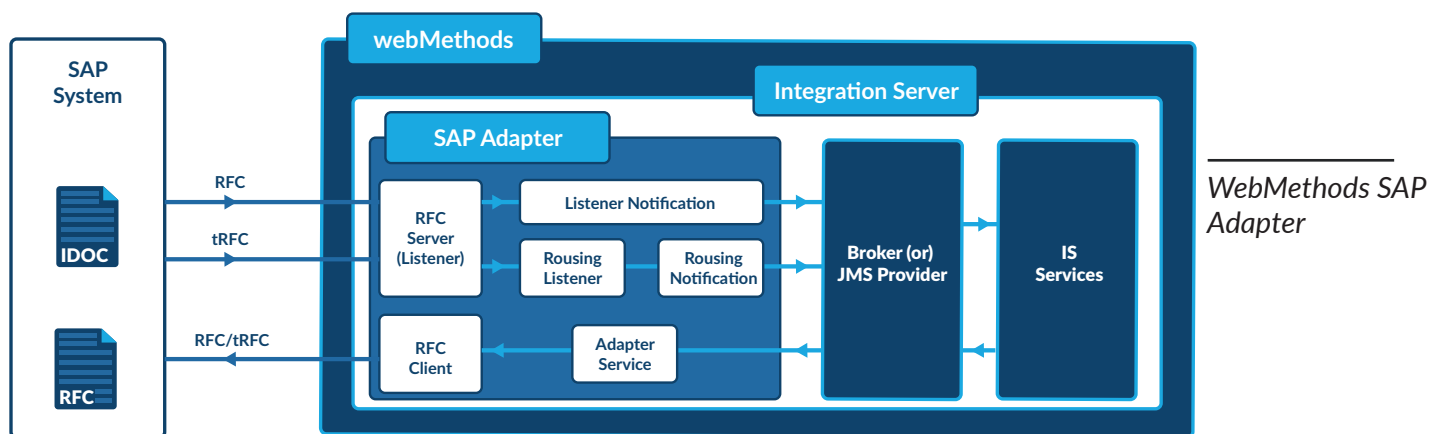 webMethods
SAP
System
Integration Server
SAP Adapter
RFC
tRFC
RFC/tRFC
IDOC
RFC
RFC
Server
(Listener)
Listener Notification
Rousing
Listener
Rousing
Notification
RFC
Client
Adapter
Service
Broker (or)
JMS Provider
IS
Services
WebMethods SAP
Adapter